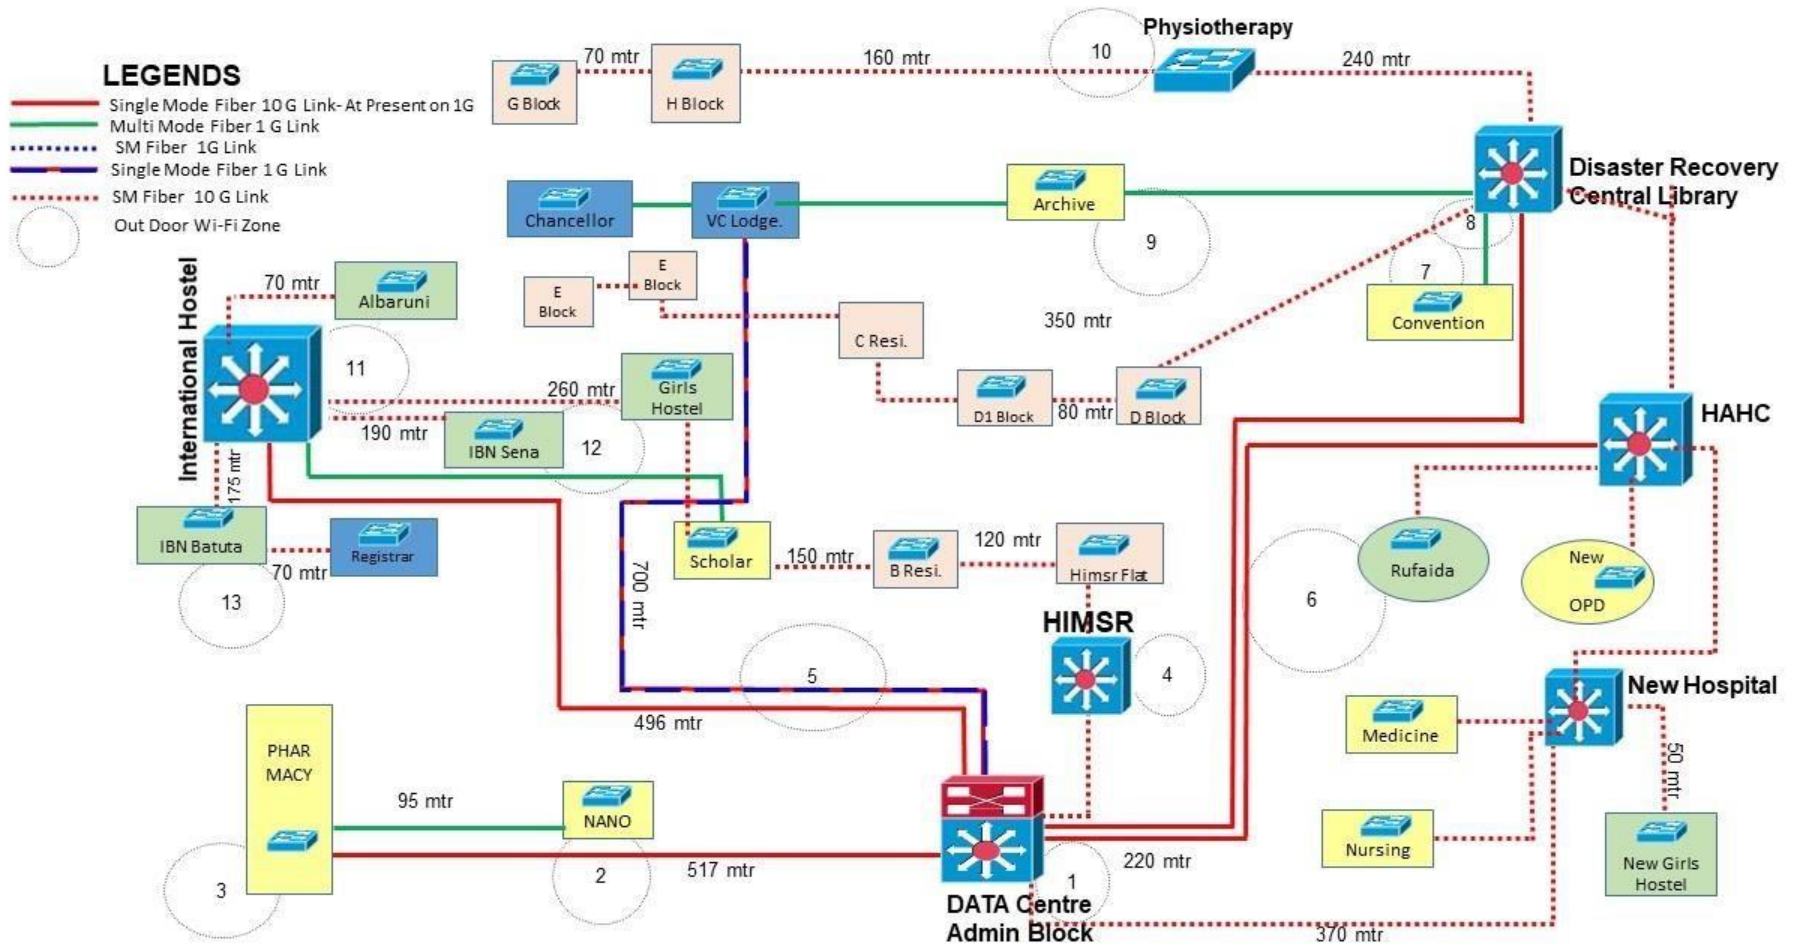 LEGENDS
Single Mode Fiber 10 G Link- At Present on 1G
Multi Mode Fiber 1 G Link
SM Fiber 1G Link
Single Mode Fiber 1 G Link
SM Fiber 10 G Link
Out Door Wi-Fi Zone
G Block
70 mtr
H Block
160 mtr
10
Physiotherapy
240 mtr
Disaster Recovery
Central Library
Chancellor
VC Lodge.
Archive
9
8
7
Convention
E
Block
E
Block
C Resi.
350 mtr
D1 Block
80 mtr
D Block
International Hostel
70 mtr
Albaruni
11
260 mtr
Girls
Hostel
190 mtr
IBN Sena
12
175 mtr
IBN Batuta
70 mtr
Registrar
13
HAHC
Rufaida
New
OPD
6
Scholar
150 mtr
B Resi.
120 mtr
Himsr Flat
HIMSR
4
700 mtr
5
496 mtr
New Hospital
Medicine
Nursing
50 mtr
New Girls
Hostel
PHAR
MACY
95 mtr
NANO
3
2
517 mtr
DATA Centre
Admin Block
1
220 mtr
370 mtr